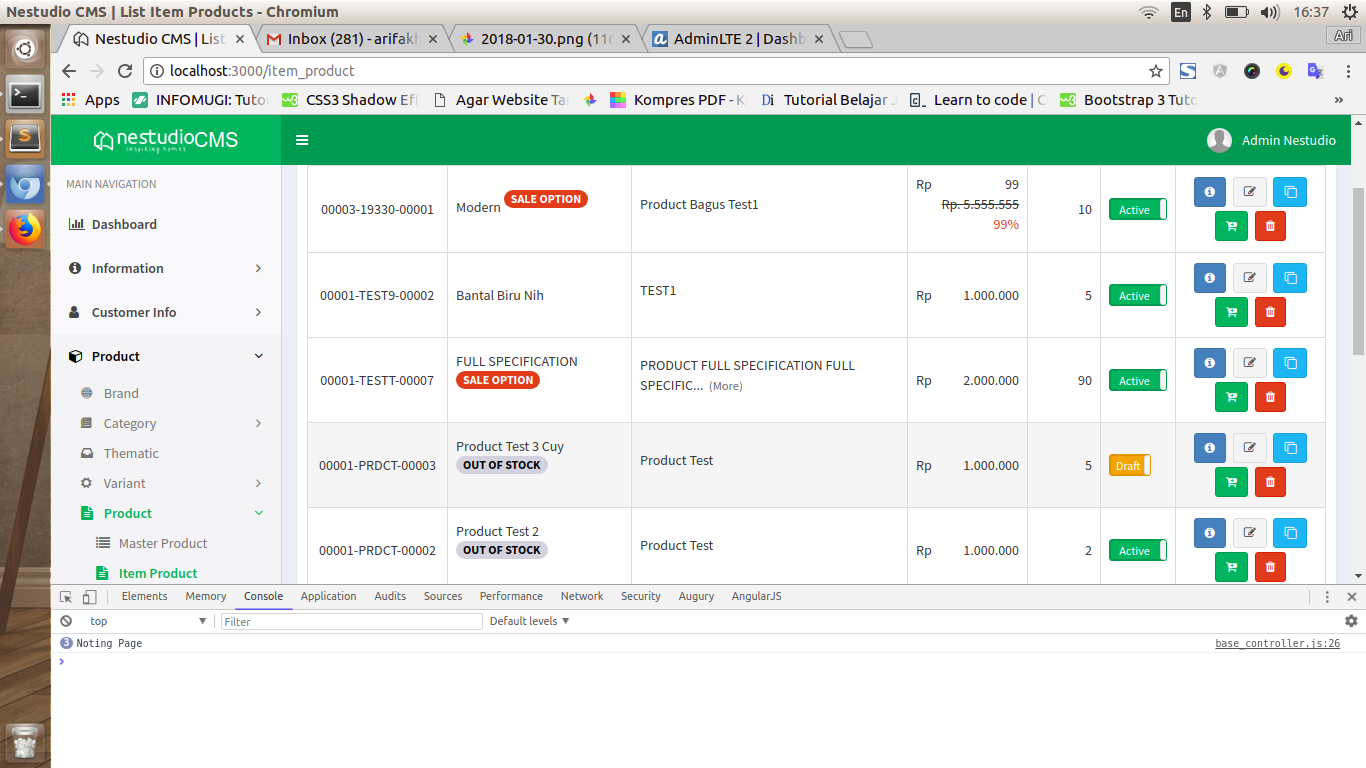 Nestudio CMS | List Item Products - Chromium
En
16:37
Nestudio CMS | List
Inbox (281) - arifakh
2018-01-30.png (116
AdminLTE 2 | Dashb
Ari
localhost:3000/item_product
Apps
INFOMUGI: Tuto
CSS3 Shadow Eff
Agar Website Ta
Kompres PDF - K
Di
Tutorial Belajar J
Learn to code | C
Bootstrap 3 Tuto
»
nestudioCMS
inspiring homes
Admin Nestudio
MAIN NAVIGATION
Dashboard
Information
Customer Info
Product
Brand
Category
Thematic
Variant
Product
Master Product
Item Product
00003-19330-00001
Modern
SALE OPTION
Product Bagus Test1
Rp 99
Rp. 5.555.555
99%
10
Active
00001-TEST9-00002
Bantal Biru Nih
TEST1
Rp 1.000.000
5
Active
00001-TESTT-00007
FULL SPECIFICATION
SALE OPTION
PRODUCT FULL SPECIFICATION FULL
SPECIFIC... (More)
Rp 2.000.000
90
Active
00001-PRDCT-00003
Product Test 3 Cuy
OUT OF STOCK
Product Test
Rp 1.000.000
5
Draft
00001-PRDCT-00002
Product Test 2
OUT OF STOCK
Product Test
Rp 1.000.000
2
Active
Elements
Memory
Console
Application
Audits
Sources
Performance
Network
Security
Augury
AngularJS
top
Filter
Default levels
3 Noting Page
base_controller.js:26